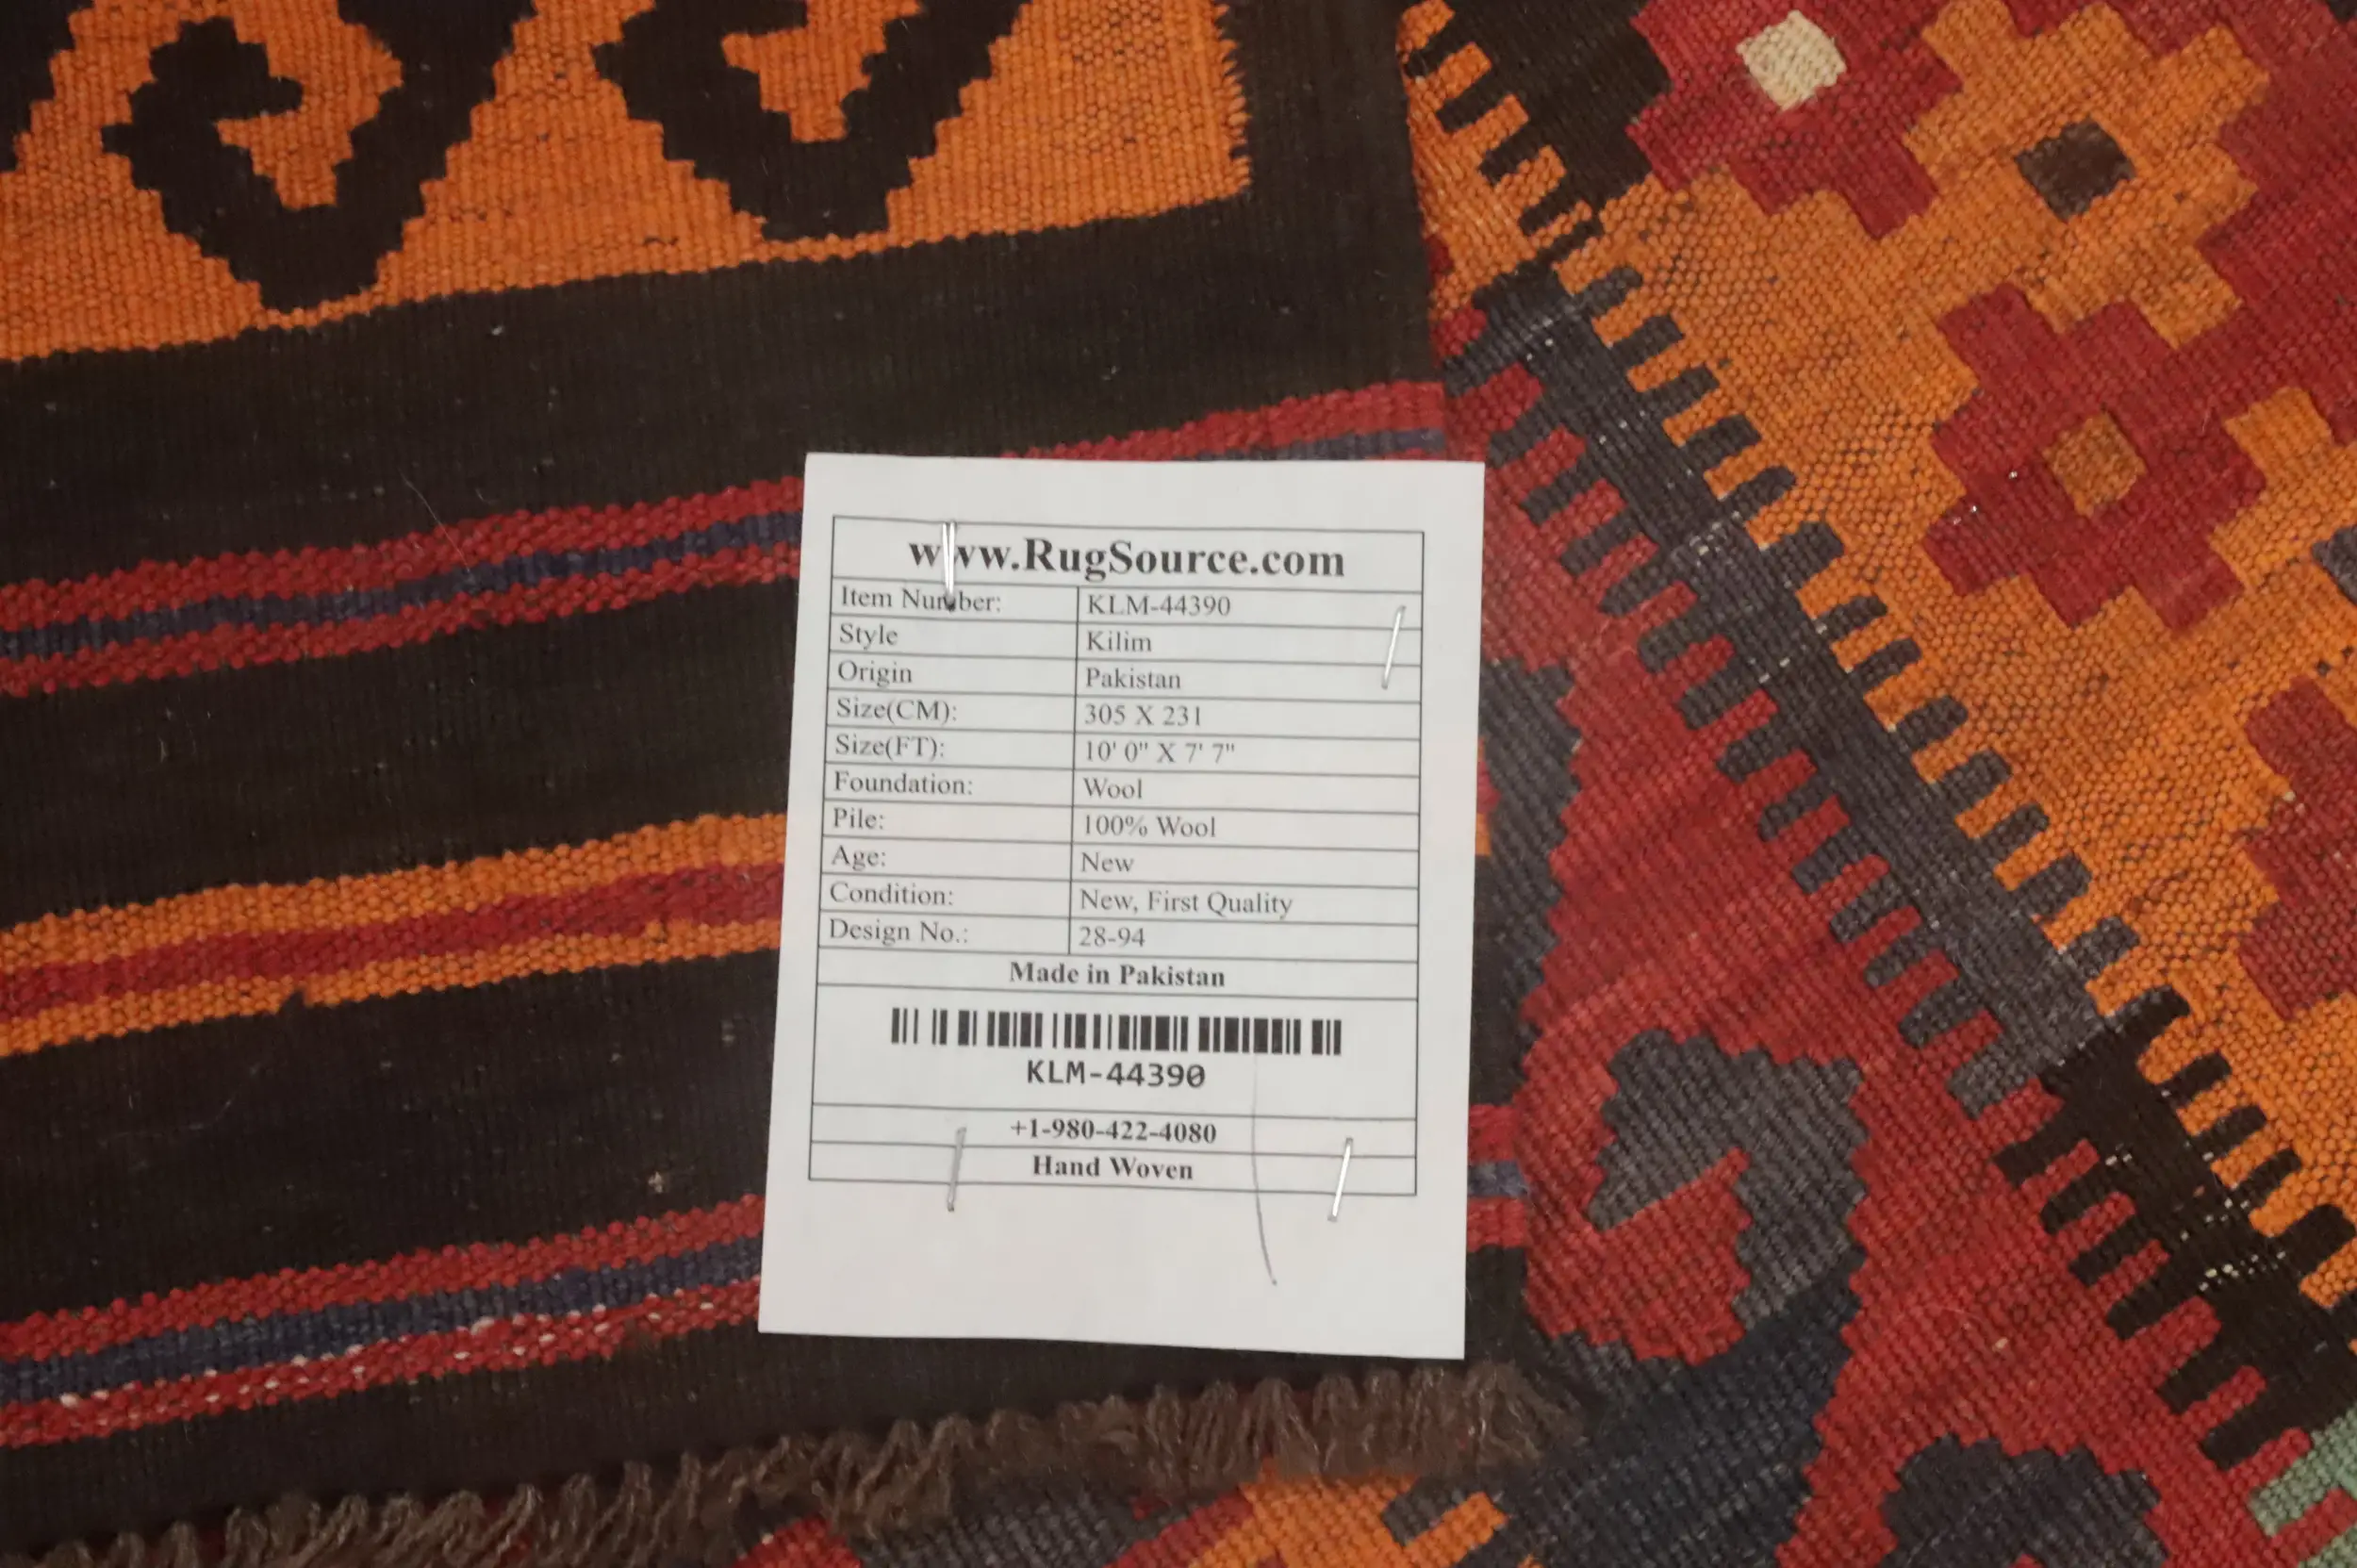 www.RugSource.com
Item Number: KLM-44390
Style Kilim
Origin Pakistan
Size(CM): 305 X 231
Size(FT): 10' 0" X 7' 7"
Foundation: Wool
Pile: 100% Wool
Age: New
Condition: New, First Quality
Design No.: 28-94
Made in Pakistan
KLM-44390
+1-980-422-4080
Hand Woven